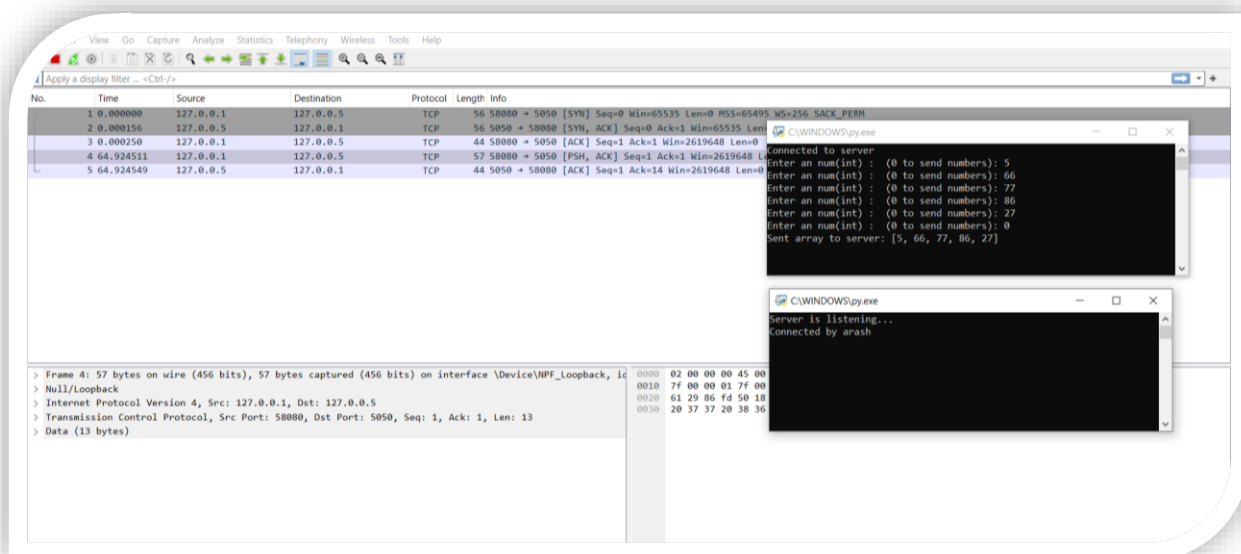 View Go Capture Analyze Statistics Telephony Wireless Tools Help
Apply a display filter ... <Ctrl-/>
No. Time Source Destination Protocol Length Info
1 0.000000 127.0.0.1 127.0.0.5 TCP 56 58080 → 5050 [SYN] Seq=0 Win=65535 Len=0 MSS=65495 WS=256 SACK_PERM
2 0.000156 127.0.0.5 127.0.0.1 TCP 56 5050 → 58080 [SYN, ACK] Seq=0 Ack=1 Win=65535 Len=
3 0.000250 127.0.0.1 127.0.0.5 TCP 44 58080 → 5050 [ACK] Seq=1 Ack=1 Win=2619648 Len=0
4 64.924511 127.0.0.1 127.0.0.5 TCP 57 58080 → 5050 [PSH, ACK] Seq=1 Ack=1 Win=2619648
5 64.924549 127.0.0.5 127.0.0.1 TCP 44 5050 → 58080 [ACK] Seq=1 Ack=14 Win=2619648 Len=0
C:\WINDOWS\py.exe
Connected to server
Enter an num(int) : (0 to send numbers): 5
Enter an num(int) : (0 to send numbers): 66
Enter an num(int) : (0 to send numbers): 77
Enter an num(int) : (0 to send numbers): 86
Enter an num(int) : (0 to send numbers): 27
Enter an num(int) : (0 to send numbers): 0
Sent array to server: [5, 66, 77, 86, 27]
C:\WINDOWS\py.exe
Server is listening...
Connected by arash
> Frame 4: 57 bytes on wire (456 bits), 57 bytes captured (456 bits) on interface \Device\NPF_Loopback,
> Null/Loopback
> Internet Protocol Version 4, Src: 127.0.0.1, Dst: 127.0.0.5
> Transmission Control Protocol, Src Port: 58080, Dst Port: 5050, Seq: 1, Ack: 1, Len: 13
> Data (13 bytes)
0000 02 00 00 00 45 00
0010 7f 00 00 01 7f 00
0020 61 29 86 fd 50 18
0030 20 37 37 20 38 36